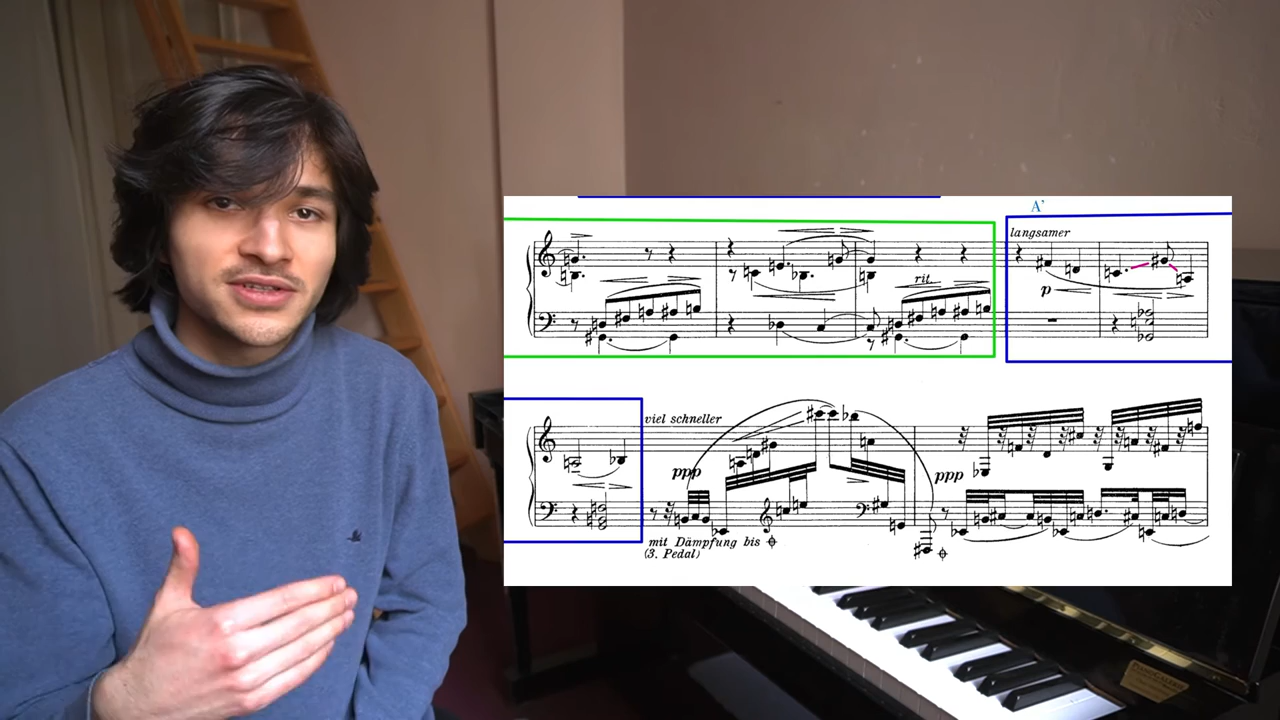 A'
langsamer
rit.
p
viel schneller
ppp
ppp
mit Dämpfung bis
(3. Pedal)